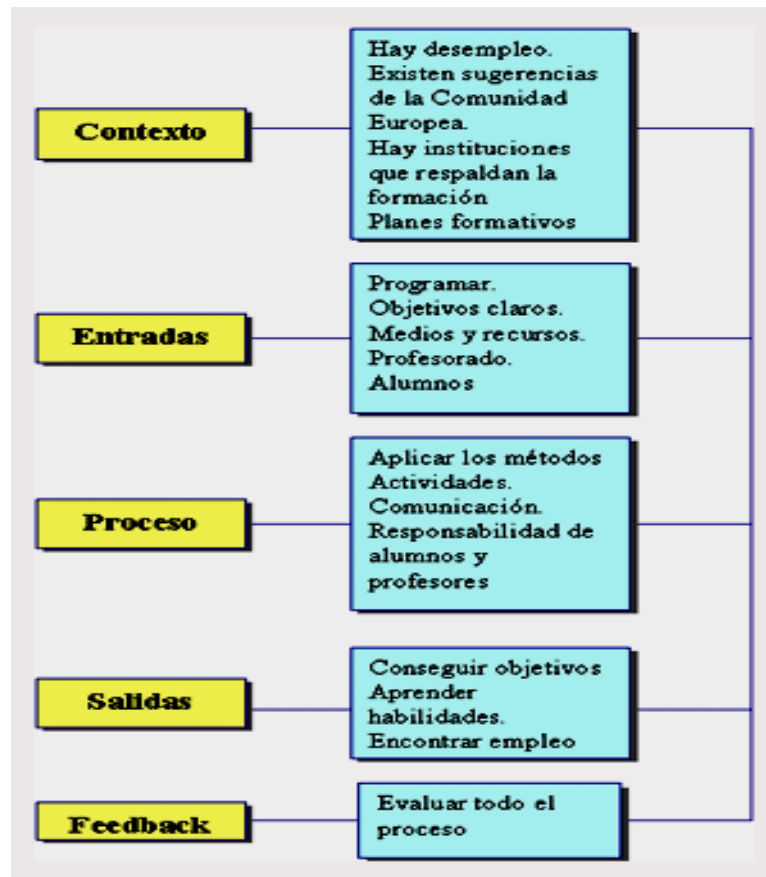 Contexto
Hay desempleo.
Existen sugerencias
de la Comunidad
Europea.
Hay instituciones
que respaldan la
formación
Planes formativos
Entradas
Programar.
Objetivos claros.
Medios y recursos.
Profesorado.
Alumnos
Proceso
Aplicar los métodos
Actividades.
Comunicación.
Responsabilidad de
alumnos y
profesores
Salidas
Conseguir objetivos
Aprender
habilidades.
Encontrar empleo
Feedback
Evaluar todo el
proceso